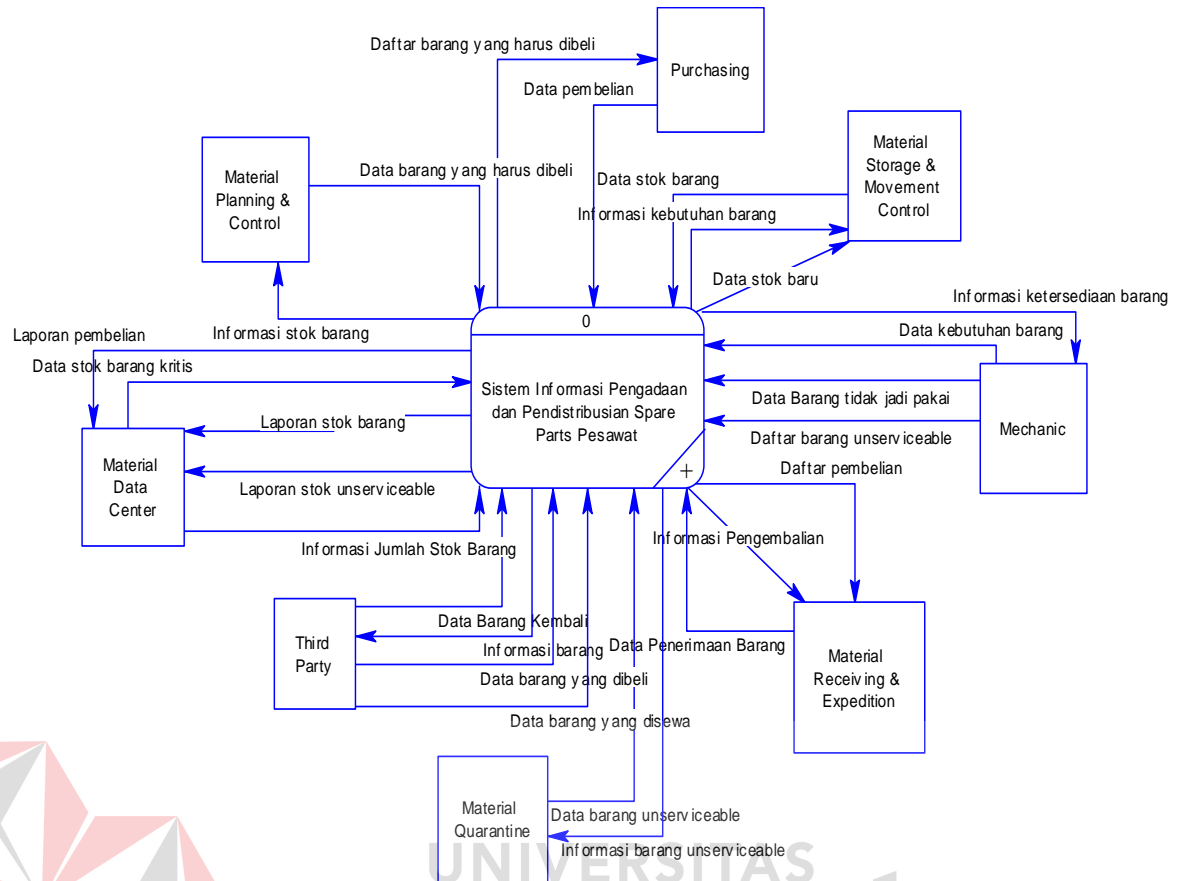 Daftar barang yang harus dibeli
Purchasing
Data pembelian
Material
Planning &
Control
Data barang yang harus dibeli
Material
Storage &
Movement
Control
Data stok barang
Informasi kebutuhan barang
Data stok baru
Informasi ketersediaan barang
Informasi stok barang
Laporan pembelian
Data stok barang kritis
0
Sistem Informasi Pengadaan
dan Pendistribusian Spare
Parts Pesawat
+
Data kebutuhan barang
Data Barang tidak jadi pakai
Daftar barang unserviceable
Mechanic
Laporan stok barang
Material
Data
Center
Laporan stok unserviceable
Informasi Jumlah Stok Barang
Daftar pembelian
Informasi Pengembalian
Third
Party
Data Barang Kembali
Informasi barang
Data barang yang dibeli
Data barang yang disewa
Data Penerimaan Barang
Material
Receiving &
Expedition
Material
Quarantine
Data barang unserviceable
Informasi barang unserviceable
UNIVERSITAS